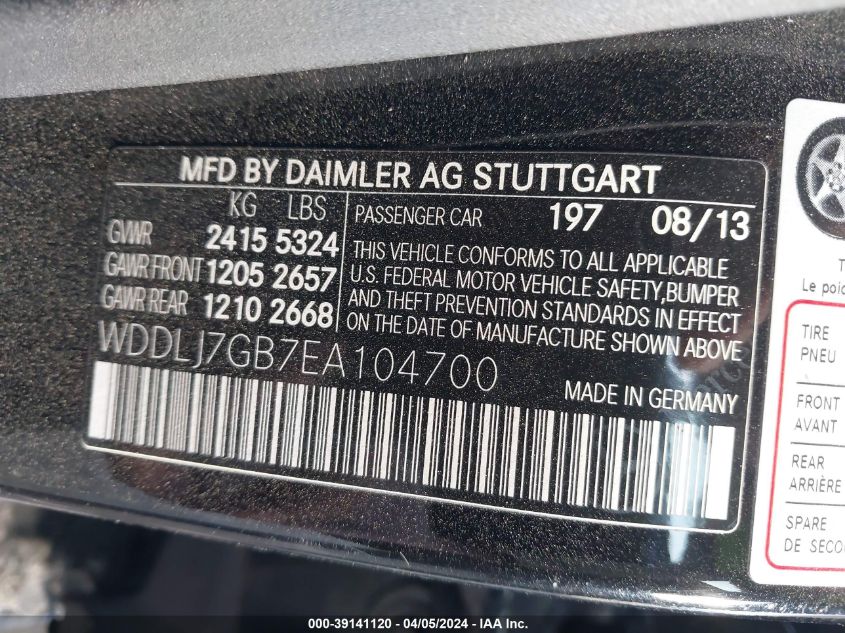 MFD BY DAIMLER AG STUTTGART
KG LBS
GVWR 2415 5324
GAWR FRONT 1205 2657
GAWR REAR 1210 2668
PASSENGER CAR 197 08/13
THIS VEHICLE CONFORMS TO ALL APPLICABLE
U.S. FEDERAL MOTOR VEHICLE SAFETY, BUMPER
AND THEFT PREVENTION STANDARDS IN EFFECT
ON THE DATE OF MANUFACTURE SHOWN ABOVE
WDDLJ7GB7EA104700
MADE IN GERMANY
Le poi
TIRE
PNEU
FRONT
AVANT
REAR
ARRIÈRE
SPARE
DE SECO
000-39141120 | 04/05/2024 - IAA Inc.